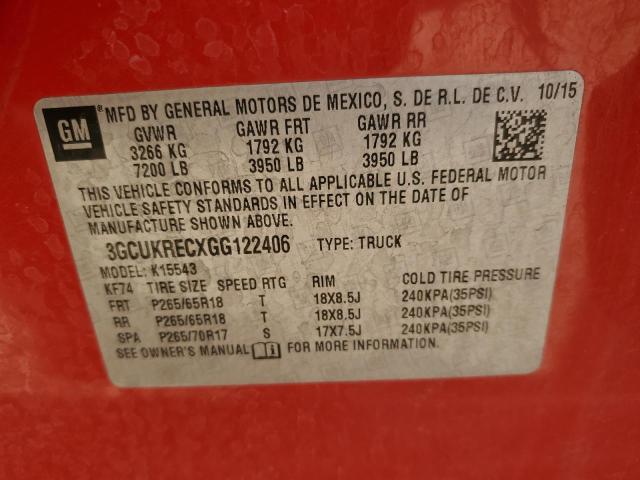 GM ® MFD BY GENERAL MOTORS DE MEXICO, S. DE R.L. DE C.V. 10/15
GVWR GAWR FRT GAWR RR
3266 KG 1792 KG 1792 KG
7200 LB 3950 LB 3950 LB
THIS VEHICLE CONFORMS TO ALL APPLICABLE U.S. FEDERAL MOTOR
VEHICLE SAFETY STANDARDS IN EFFECT ON THE DATE OF
MANUFACTURE SHOWN ABOVE.
3GCUKRECXGG122406 TYPE: TRUCK
MODEL: K15543
KF74 TIRE SIZE SPEED RTG RIM COLD TIRE PRESSURE
FRT P265/65R18 T 18X8.5J 240KPA(35PSI)
RR P265/65R18 T 18X8.5J 240KPA(35PSI)
SPA P265/70R17 S 17X7.5J 240KPA(35PSI)
SEE OWNER'S MANUAL FOR MORE INFORMATION.